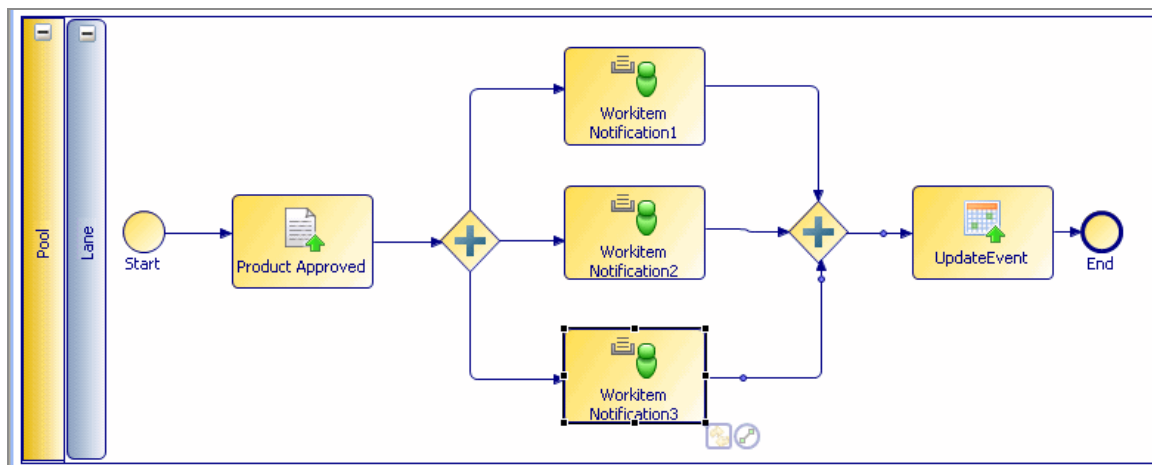 Pool
Lane
Start
Product Approved
Workitem
Notification1
Workitem
Notification2
Workitem
Notification3
UpdateEvent
End